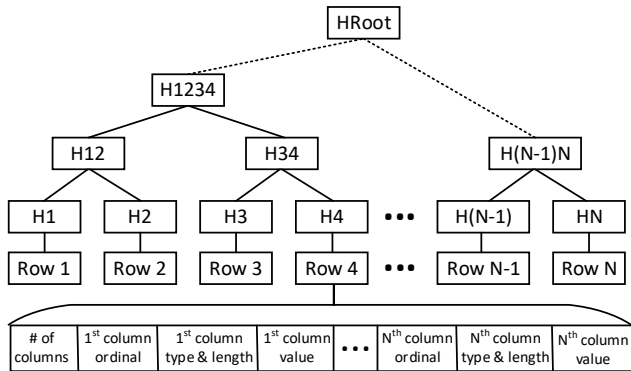 HRoot
H1234
H12 H34 H(N-1)N
H1 H2 H3 H4 ••• H(N-1) HN
Row 1 Row 2 Row 3 Row 4 ••• Row N-1 Row N
# of columns 1st column ordinal 1st column type & length 1st column value ••• Nth column ordinal Nth column type & length Nth column value